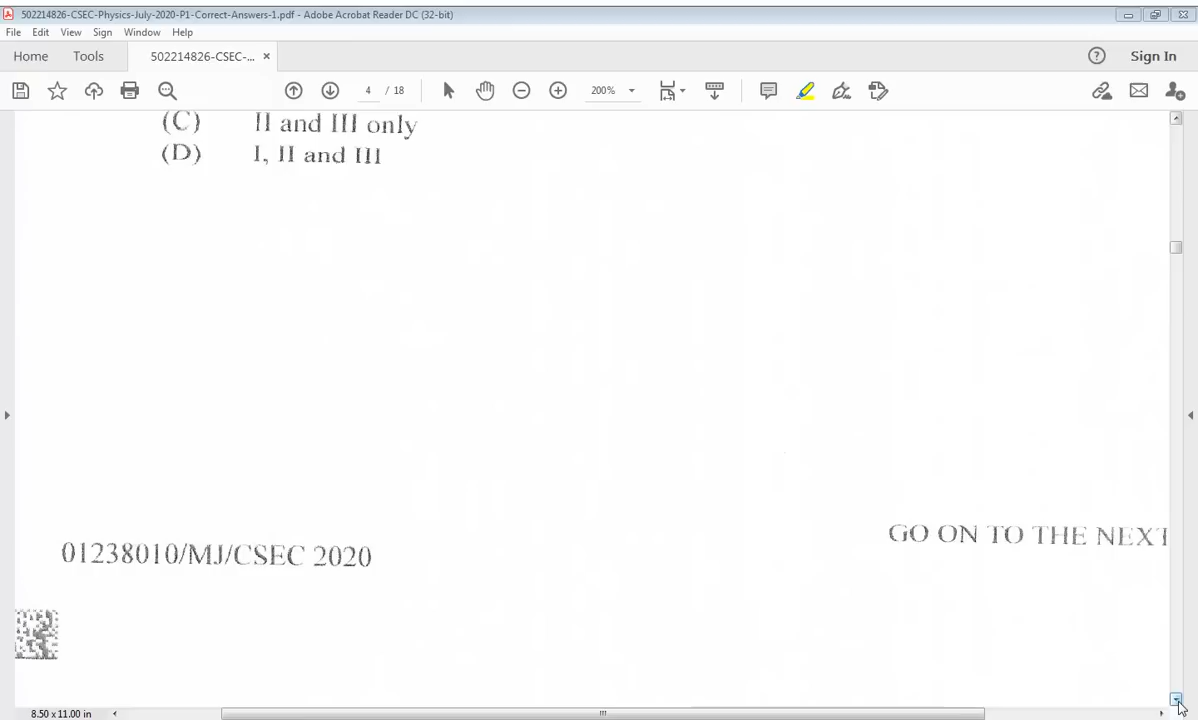 502214826-CSEC-Physics-July-2020-P1-Correct-Answers-1.pdf - Adobe Acrobat Reader DC (32-bit)
File Edit View Sign Window Help
Home Tools 502214826-CSEC-... × Sign In
4 / 18 200%
(C) II and III only
(D) I, II and III
GO ON TO THE NEXT
01238010/MJ/CSEC 2020
8.50 x 11.00 in